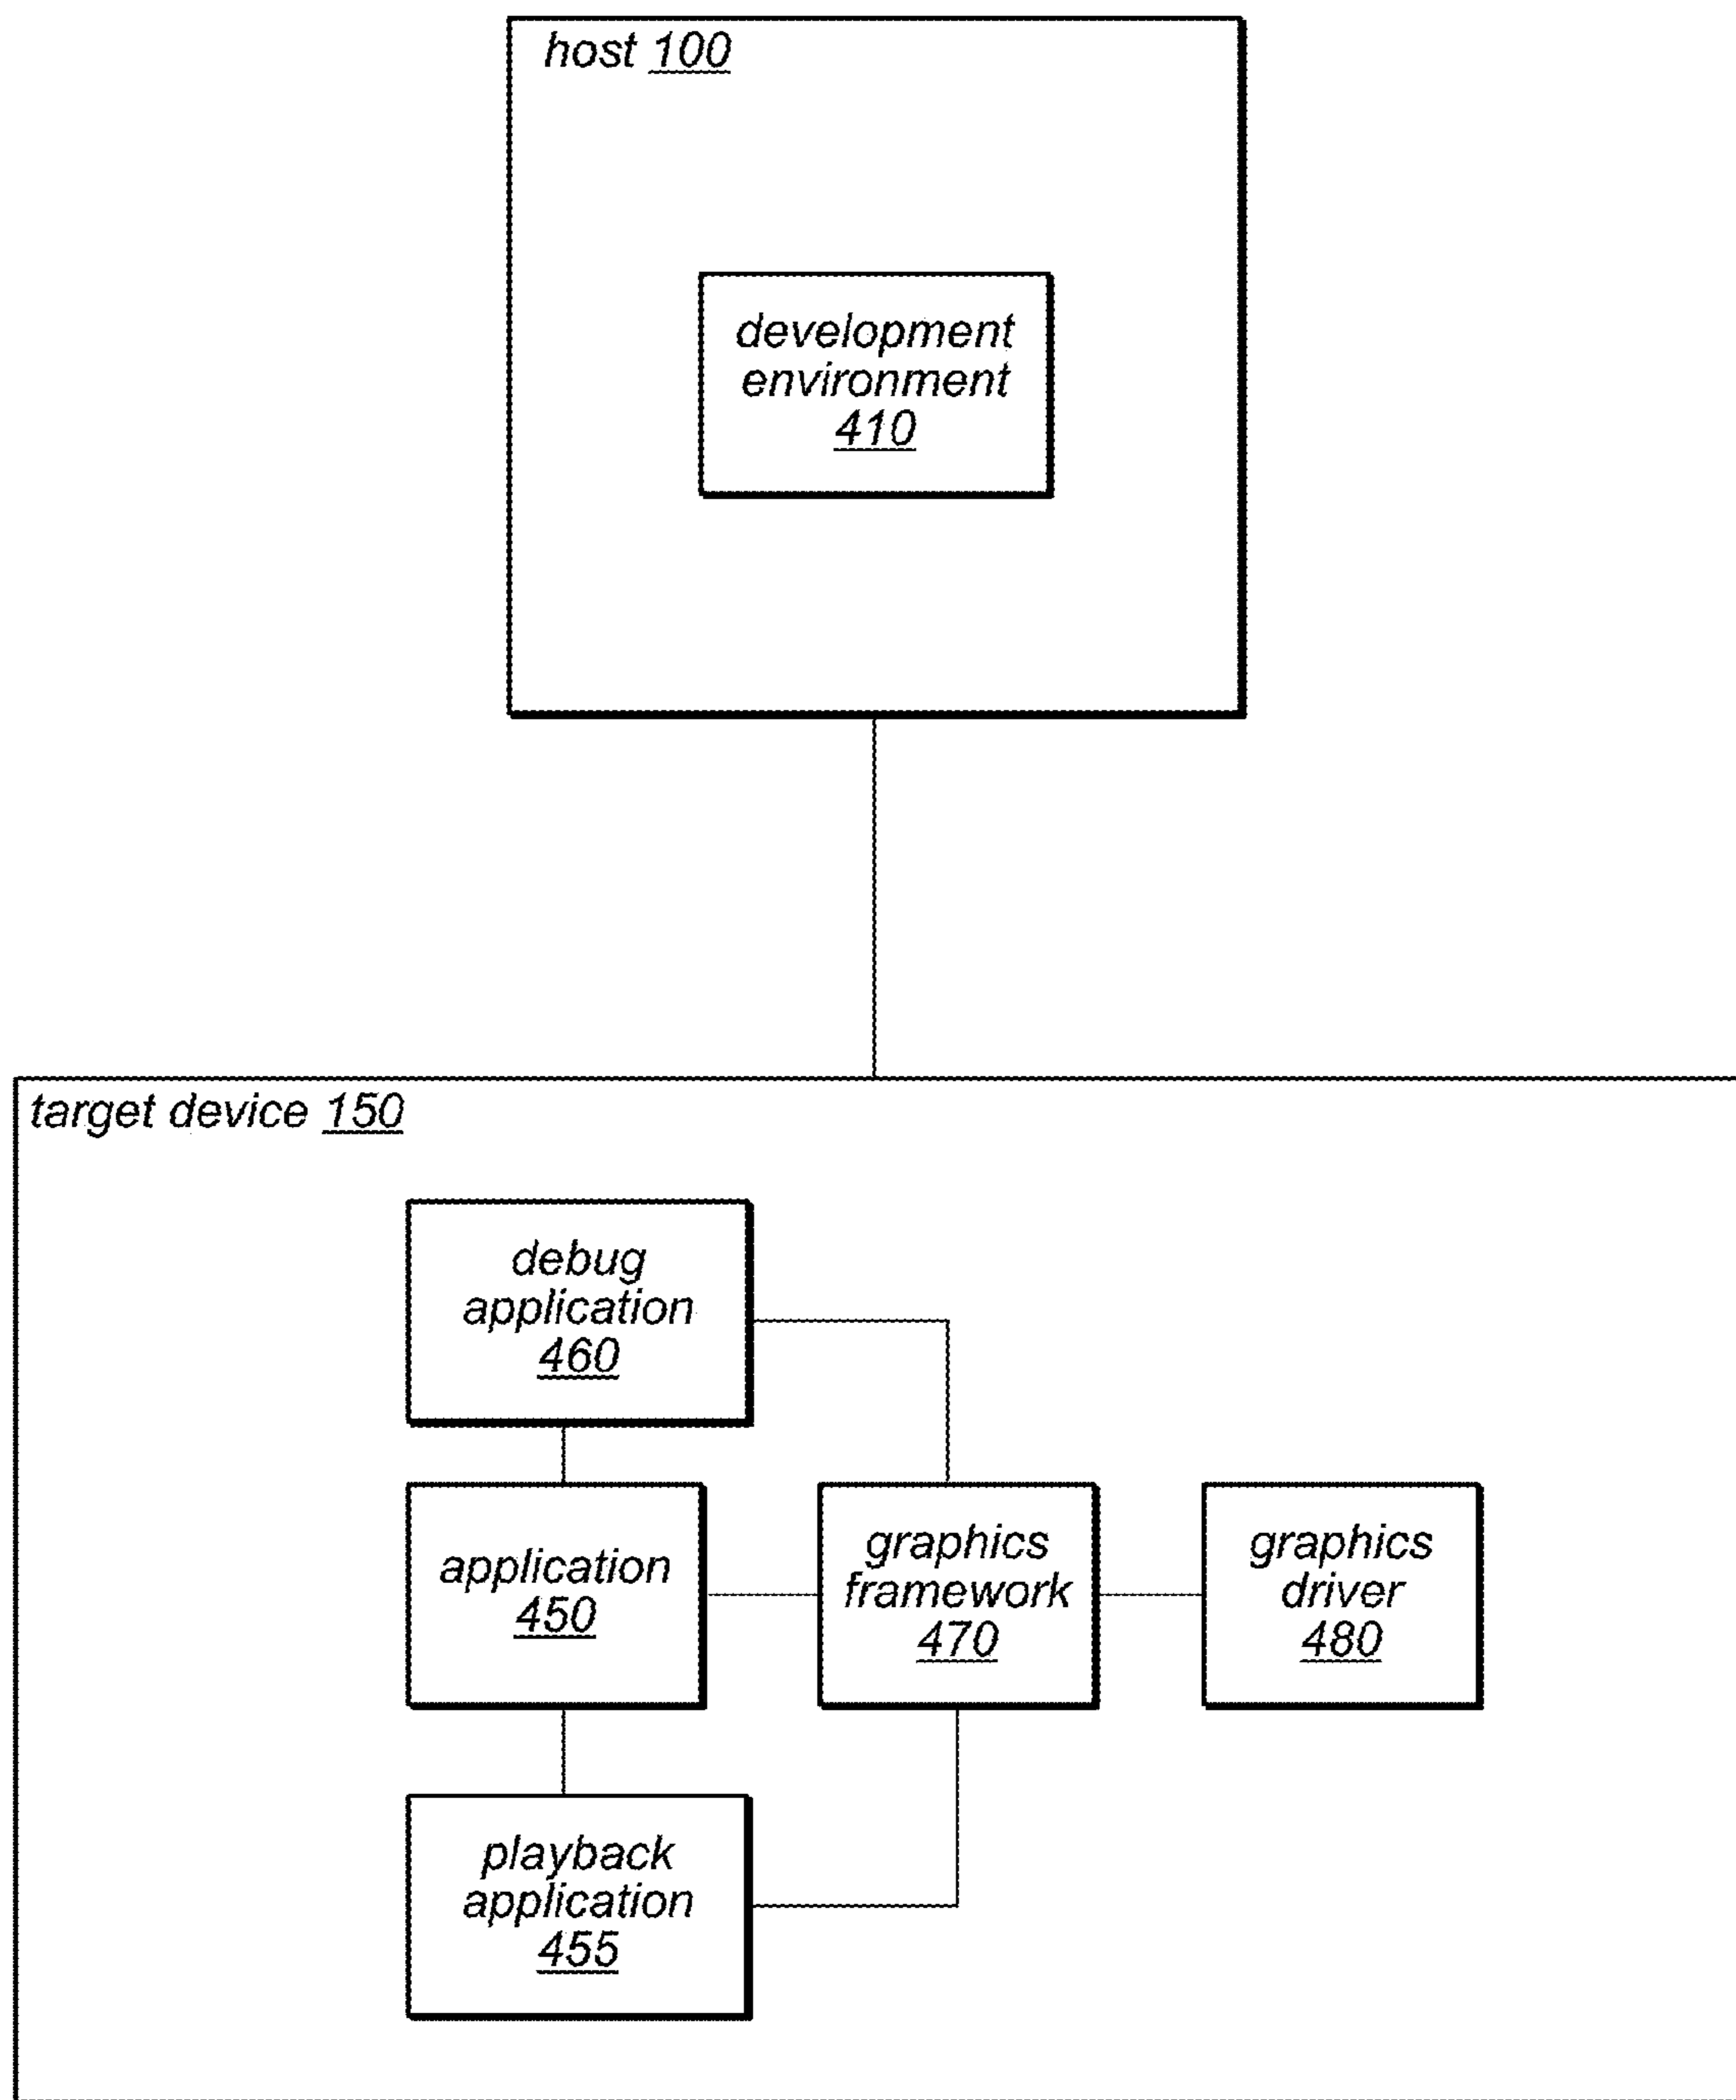 host 100
development
environment
410
target device 150
debug
application
460
application
450
graphics
framework
470
graphics
driver
480
playback
application
455